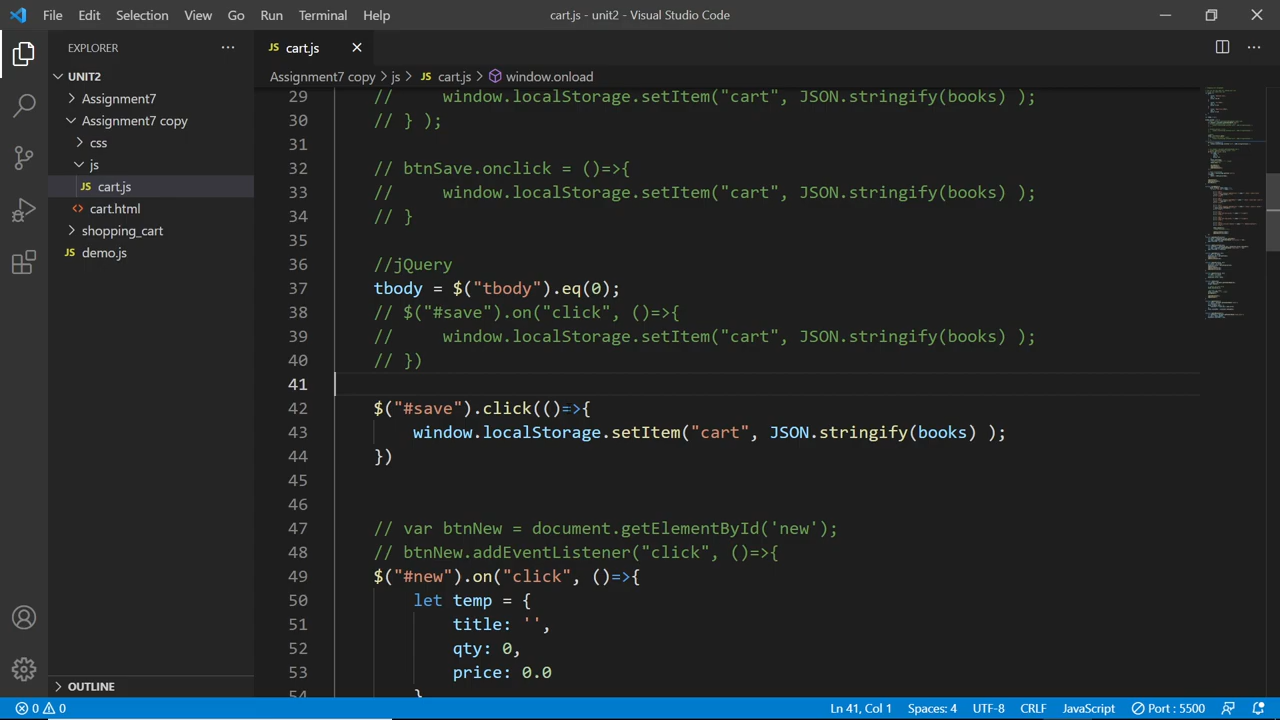 File Edit Selection View Go Run Terminal Help cart.js - unit2 - Visual Studio Code
EXPLORER
UNIT2
Assignment7
Assignment7 copy
css
js
JS cart.js
<> cart.html
shopping_cart
JS demo.js
OUTLINE
JS cart.js
Assignment7 copy > js > JS cart.js > window.onload
29 //     window.localStorage.setItem("cart", JSON.stringify(books) );
30 // } );
31
32 // btnSave.onclick = ()=>{
33 //     window.localStorage.setItem("cart", JSON.stringify(books) );
34 // }
35
36 //jQuery
37 tbody = $("tbody").eq(0);
38 // $("#save").on("click", ()=>{
39 //     window.localStorage.setItem("cart", JSON.stringify(books) );
40 // })
41
42 $("#save").click(()=>{
43     window.localStorage.setItem("cart", JSON.stringify(books) );
44 })
45
46
47 // var btnNew = document.getElementById('new');
48 // btnNew.addEventListener("click", ()=>{
49 $("#new").on("click", ()=>{
50     let temp = {
51         title: '',
52         qty: 0,
53         price: 0.0
54     }
0 0 Ln 41, Col 1 Spaces: 4 UTF-8 CRLF JavaScript Port : 5500